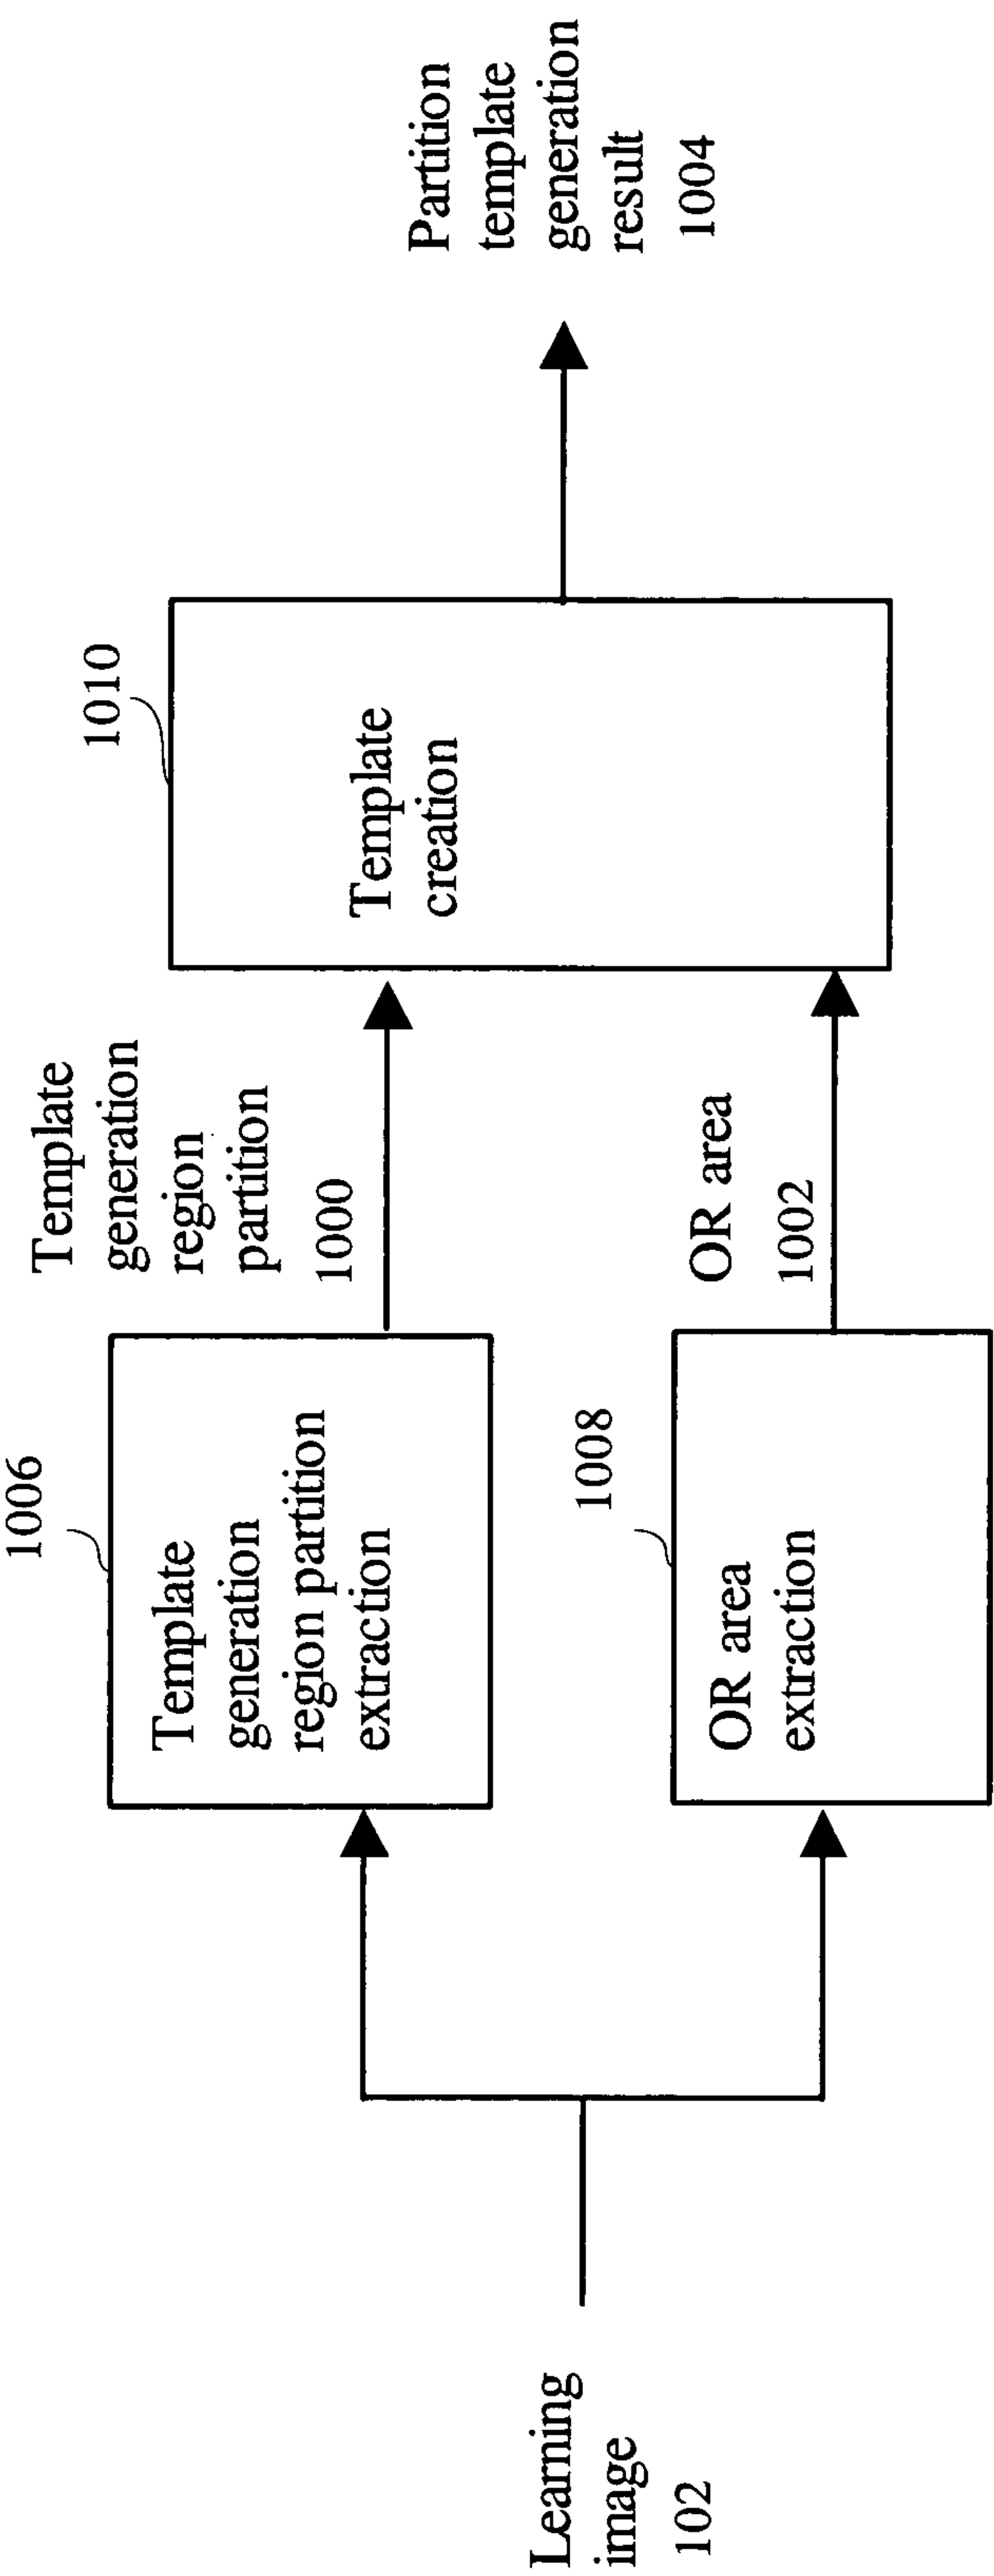 Learning
image
102
1006
Template
generation
region partition
extraction
1008
OR area
extraction
Template
generation
region
partition
1000
OR area
1002
1010
Template
creation
Partition
template
generation
result
1004